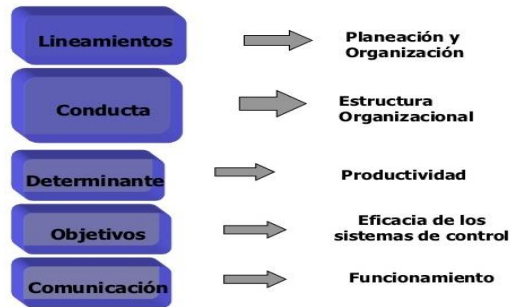 Lineamientos
Planeación y
Organización
Conducta
Estructura
Organizacional
Determinante
Productividad
Objetivos
Eficacia de los
sistemas de control
Comunicación
Funcionamiento